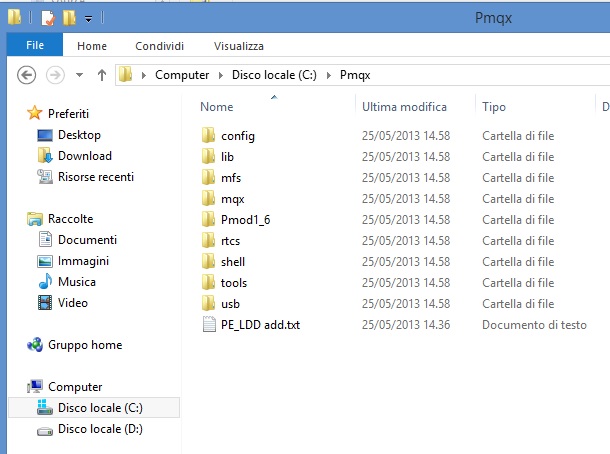 Pmqx
File Home Condividi Visualizza
Computer Disco locale (C:) Pmqx
Nome Ultima modifica Tipo D
Preferiti
Desktop
Download
Risorse recenti
Raccolte
Documenti
Immagini
Musica
Video
Gruppo home
Computer
Disco locale (C:)
Disco locale (D:)
config 25/05/2013 14.58 Cartella di file
lib 25/05/2013 14.58 Cartella di file
mfs 25/05/2013 14.58 Cartella di file
mqx 25/05/2013 14.58 Cartella di file
Pmod1_6 25/05/2013 14.58 Cartella di file
rtcs 25/05/2013 14.58 Cartella di file
shell 25/05/2013 14.58 Cartella di file
tools 25/05/2013 14.58 Cartella di file
usb 25/05/2013 14.58 Cartella di file
PE_LDD add.txt 25/05/2013 14.36 Documento di testo